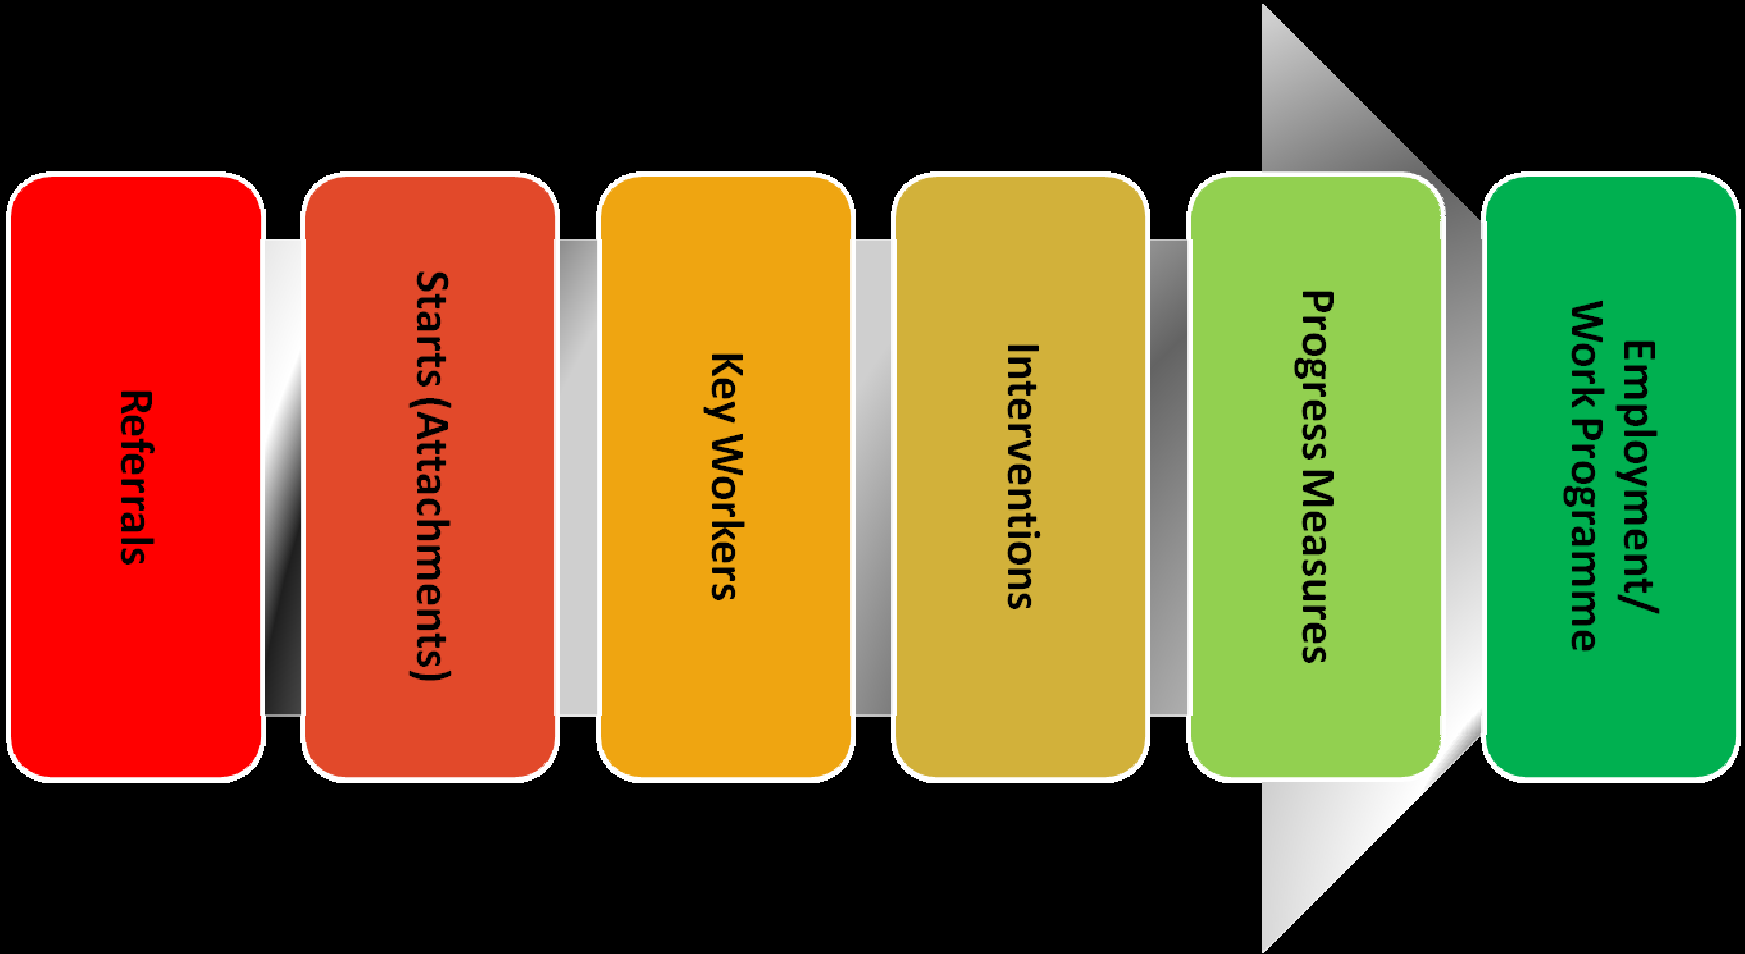 Referrals
Starts (Attachments)
Key Workers
Interventions
Progress Measures
Employment/
Work Programme